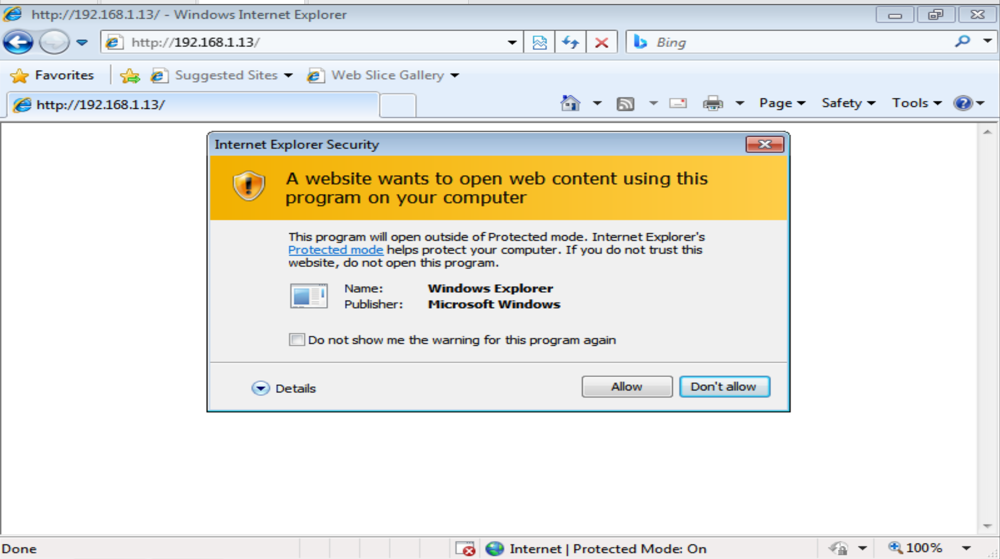 http://192.168.1.13/ - Windows Internet Explorer
http://192.168.1.13/
Bing
Favorites
Suggested Sites
Web Slice Gallery
http://192.168.1.13/
Page
Safety
Tools
Internet Explorer Security
A website wants to open web content using this
program on your computer
This program will open outside of Protected mode. Internet Explorer's
Protected mode helps protect your computer. If you do not trust this
website, do not open this program.
Name: Windows Explorer
Publisher: Microsoft Windows
Do not show me the warning for this program again
Details
Allow
Don't allow
Done
Internet | Protected Mode: On
100%